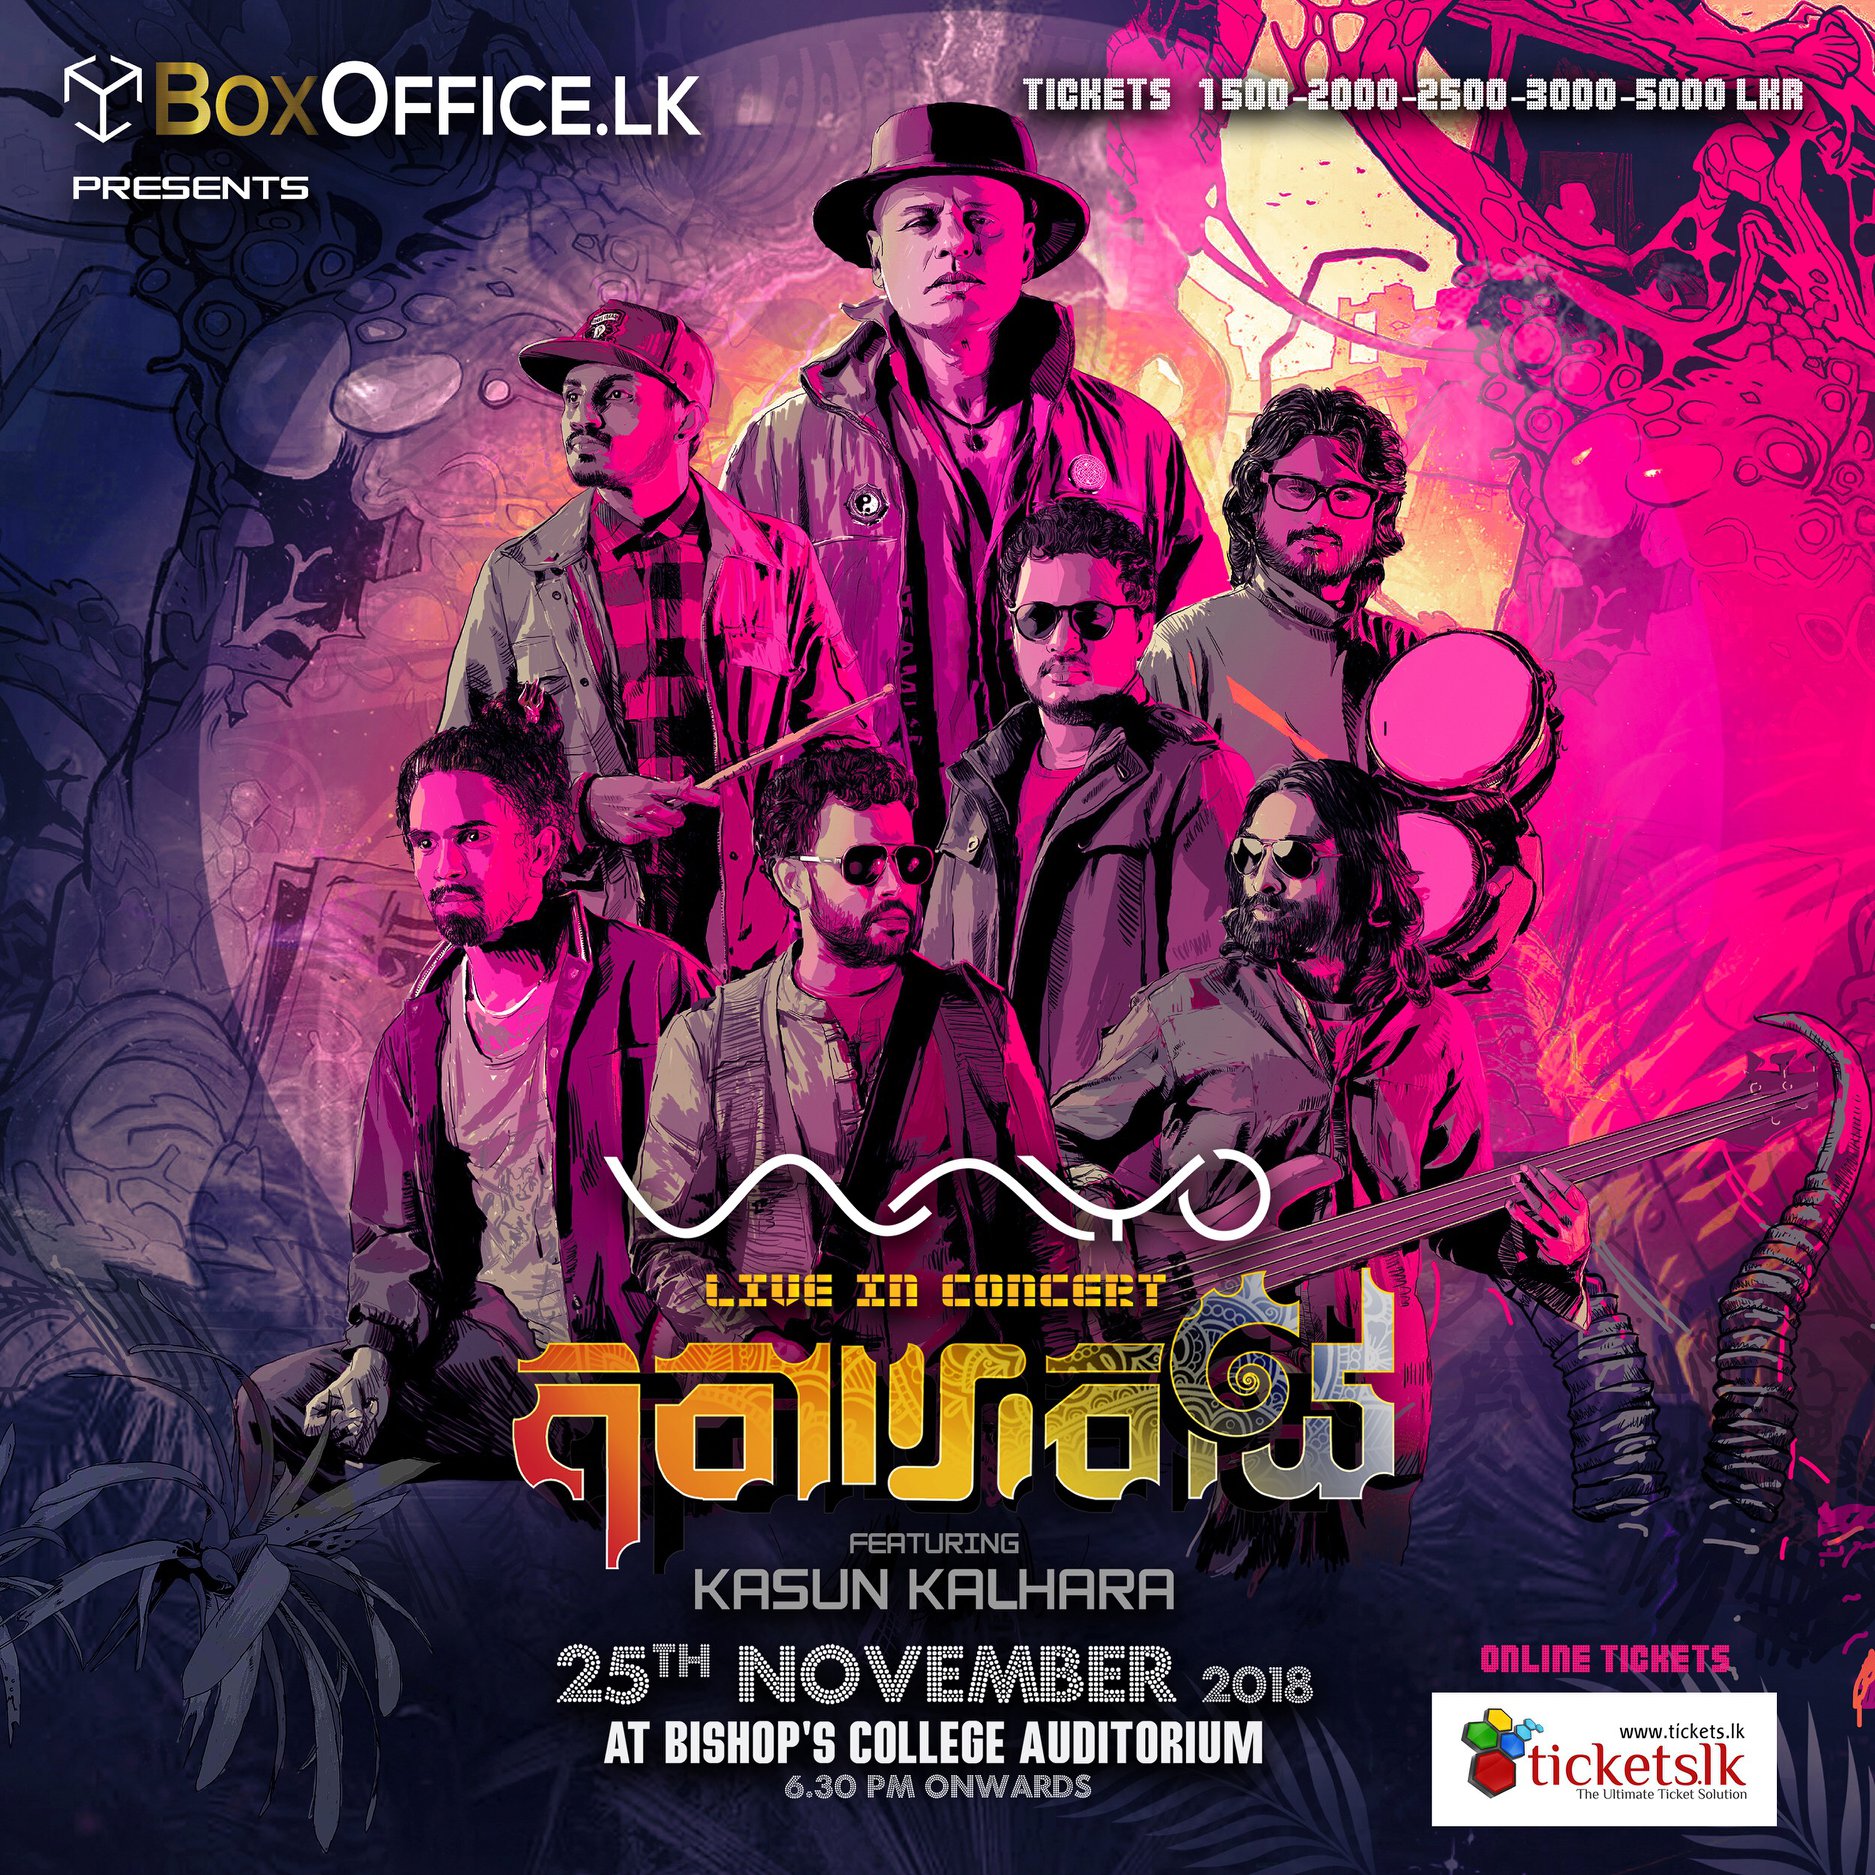 BOXOFFICE.LK
PRESENTS
TICKETS 1500-2000-2500-3000-5000 LKR
WAYO
LIVE IN CONCERT
FEATURING
KASUN KALHARA
25TH NOVEMBER 2018
AT BISHOP'S COLLEGE AUDITORIUM
6.30 PM ONWARDS
ONLINE TICKETS
www.tickets.lk
tickets.lk
The Ultimate Ticket Solution